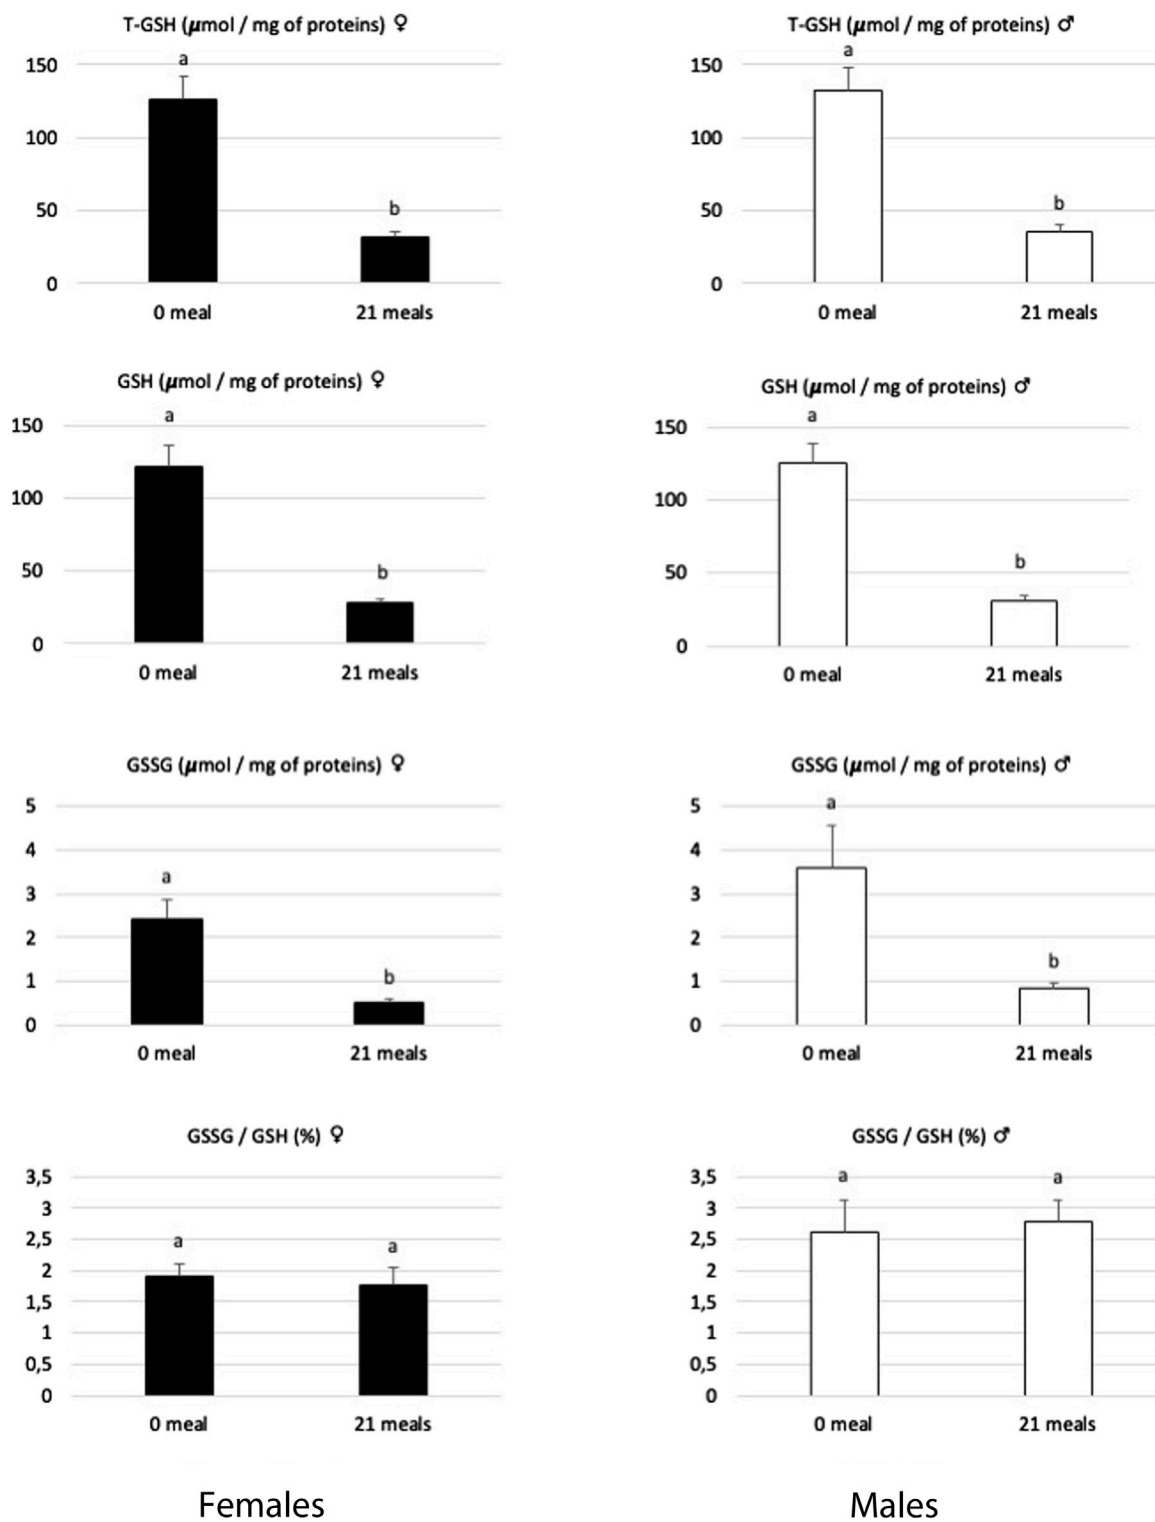 T-GSH (µmol / mg of proteins) ♀
150
a
100
50
b
0
0 meal
21 meals
T-GSH (µmol / mg of proteins) ♂
a
150
100
50
b
0
0 meal
21 meals
GSH (µmol / mg of proteins) ♀
a
150
100
50
b
0
0 meal
21 meals
GSH (µmol / mg of proteins) ♂
a
150
100
50
b
0
0 meal
21 meals
GSSG (µmol / mg of proteins) ♀
5
4
a
3
2
b
1
0
0 meal
21 meals
GSSG (µmol / mg of proteins) ♂
a
5
4
3
2
b
1
0
0 meal
21 meals
GSSG / GSH (%) ♀
3,5
3
2,5
a
a
2
1,5
1
0,5
0
0 meal
21 meals
GSSG / GSH (%) ♂
3,5
a
a
3
2,5
2
1,5
1
0,5
0
0 meal
21 meals
Females
Males